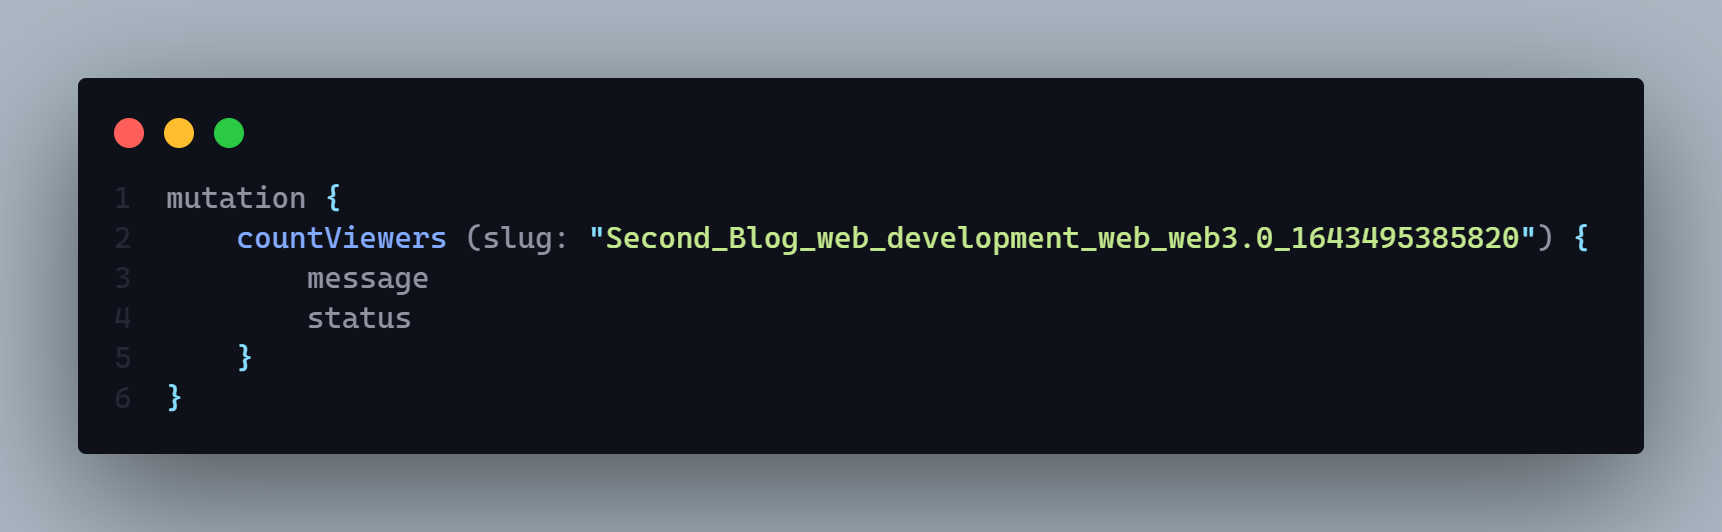 1 mutation {
2 countViewers (slug: "Second_Blog_web_development_web_web3.0_1643495385820") {
3 message
4 status
5 }
6 }